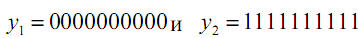 y₁ = 0000000000 и y₂ = 1111111111